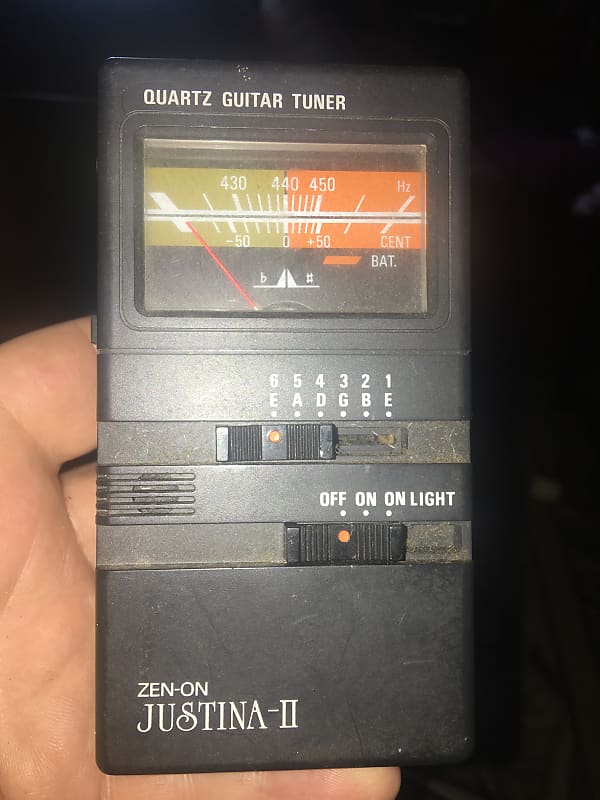 QUARTZ GUITAR TUNER
430 440 450 Hz
-50 0 +50 CENT
BAT.
♭ ♯
6 5 4 3 2 1
E A D G B E
OFF ON ON LIGHT
ZEN-ON
JUSTINA-II